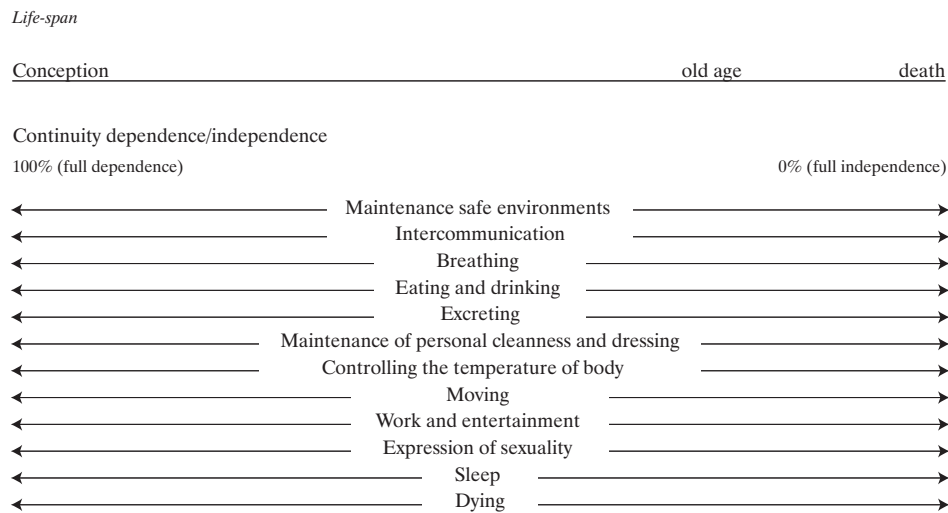 Life-span
Conception old age death
Continuity dependence/independence
100% (full dependence) 0% (full independence)
Maintenance safe environments
Intercommunication
Breathing
Eating and drinking
Excreting
Maintenance of personal cleanness and dressing
Controlling the temperature of body
Moving
Work and entertainment
Expression of sexuality
Sleep
Dying